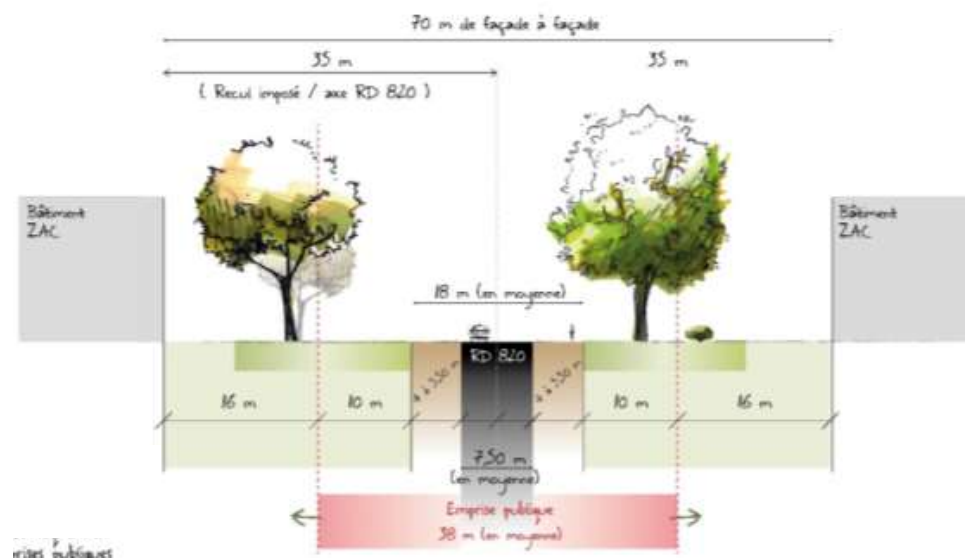 70 m de façade à façade
35 m
35 m
( Recul imposé / axe RD 820 )
Bâtiment
ZAC
Bâtiment
ZAC
18 m (en moyenne)
RD 820
16 m
10 m
10 m
16 m
7,50 m
(en moyenne)
Emprise publique
38 m (en moyenne)
publiques